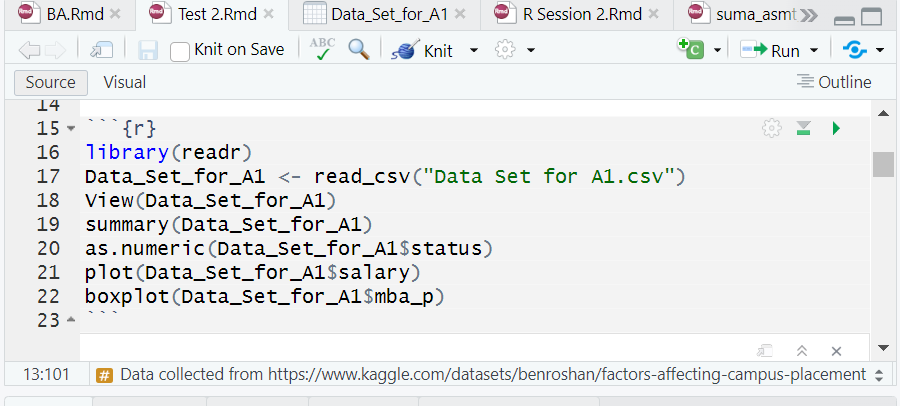 BA.Rmd × Test 2.Rmd × Data_Set_for_A1 × R Session 2.Rmd × suma_asmt
Knit on Save ABC Knit Run
Source Visual Outline
14
15 ```{r}
16 library(readr)
17 Data_Set_for_A1 <- read_csv("Data Set for A1.csv")
18 View(Data_Set_for_A1)
19 summary(Data_Set_for_A1)
20 as.numeric(Data_Set_for_A1$status)
21 plot(Data_Set_for_A1$salary)
22 boxplot(Data_Set_for_A1$mba_p)
23 ```
13:101 # Data collected from https://www.kaggle.com/datasets/benroshan/factors-affecting-campus-placement